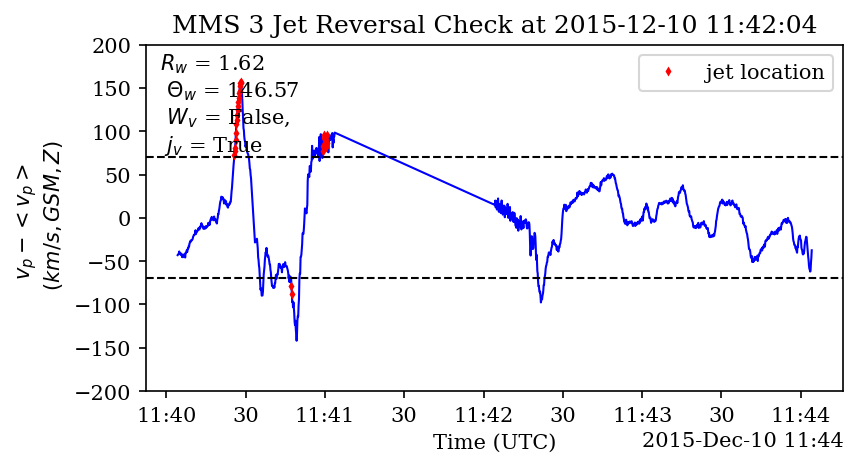 MMS 3 Jet Reversal Check at 2015-12-10 11:42:04
R_w = 1.62
Θ_w = 146.57
W_v = False,
j_v = True
jet location
v_p − <v_p>
(km/s, GSM, Z)
200
150
100
50
0
−50
−100
−150
−200
11:40 30 11:41 30 11:42 30 11:43 30 11:44
Time (UTC)
2015-Dec-10 11:44